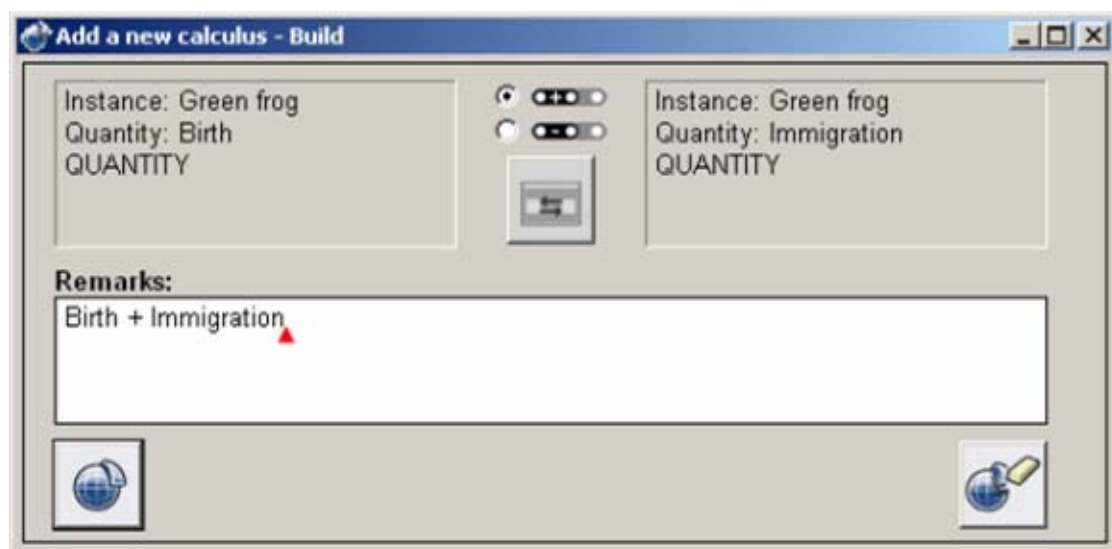 Add a new calculus - Build
Instance: Green frog
Quantity: Birth
QUANTITY
Instance: Green frog
Quantity: Immigration
QUANTITY
Remarks:
Birth + Immigration